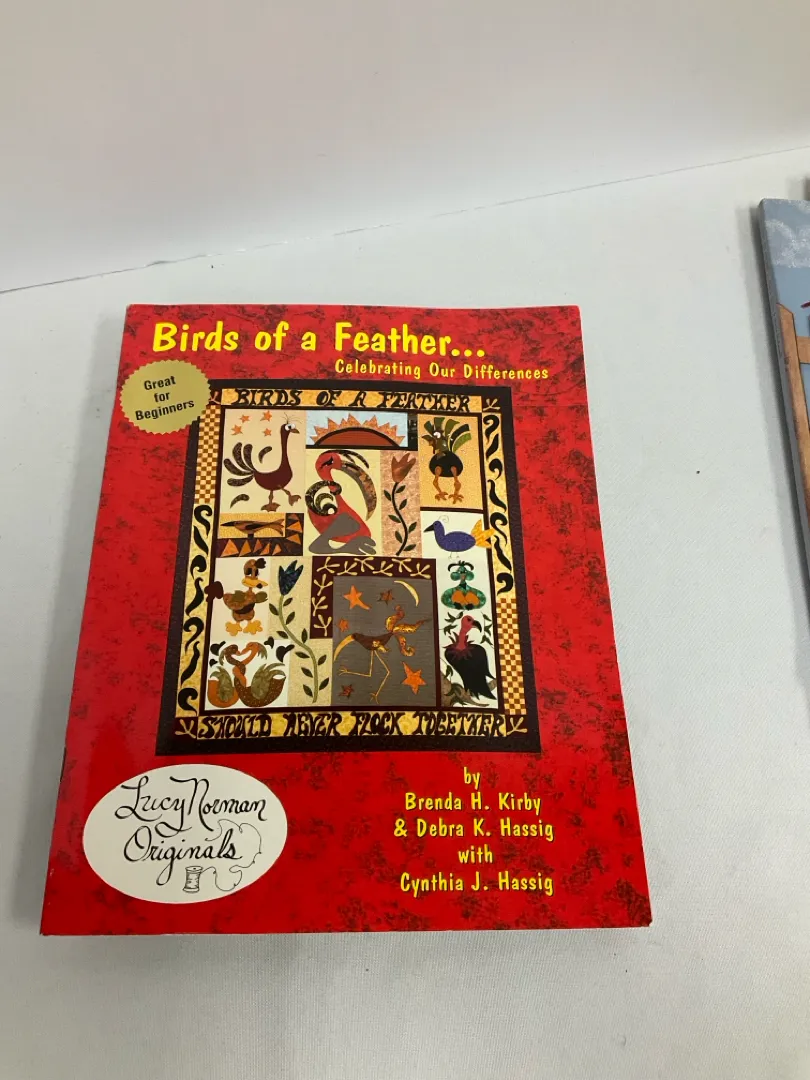 Birds of a Feather...
Celebrating Our Differences
Great
for
Beginners
BIRDS OF A FEATHER
SHOULD NEVER FLOCK TOGETHER
Lucy Norman
Originals
by
Brenda H. Kirby
& Debra K. Hassig
with
Cynthia J. Hassig